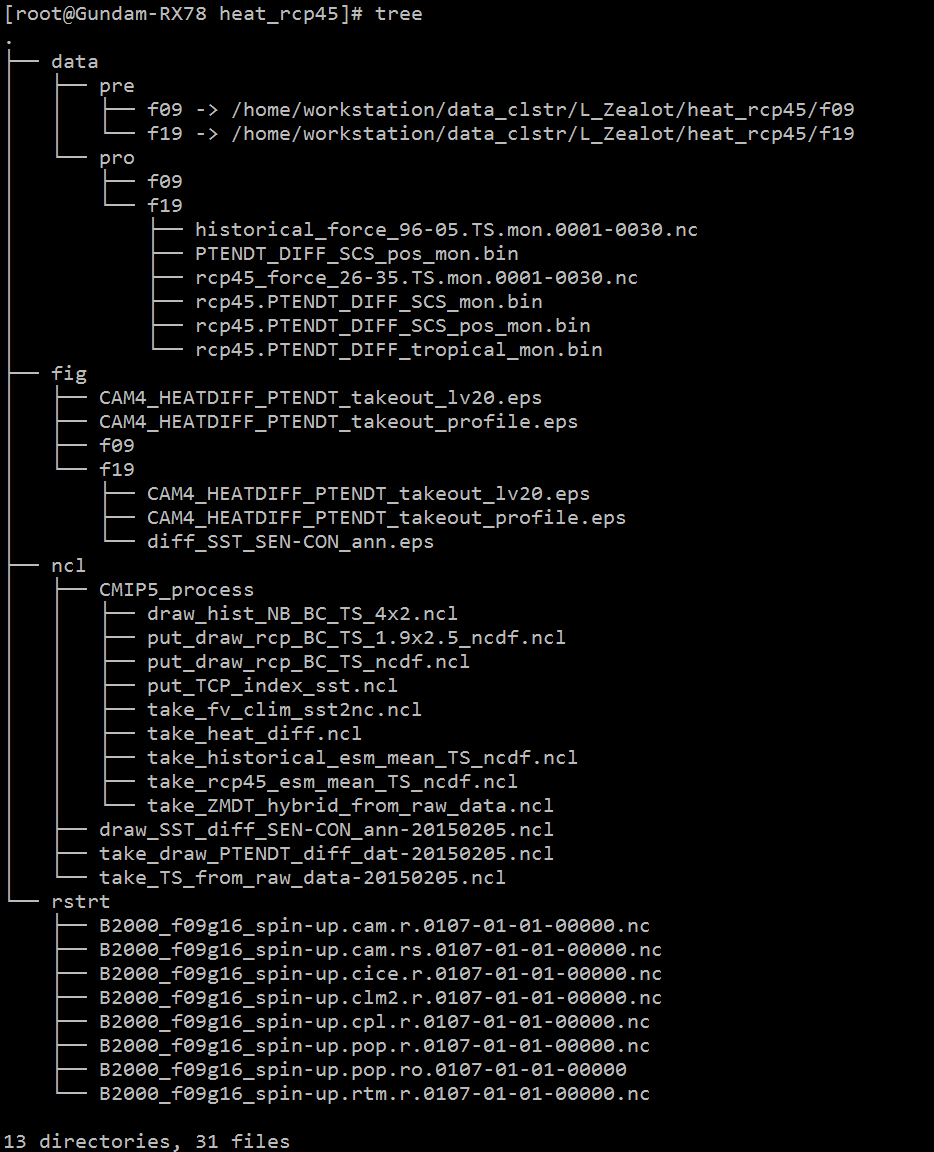 [root@Gundam-RX78 heat_rcp45]# tree
.
├── data
│   ├── pre
│   │   ├── f09 -> /home/workstation/data_clstr/L_Zealot/heat_rcp45/f09
│   │   └── f19 -> /home/workstation/data_clstr/L_Zealot/heat_rcp45/f19
│   └── pro
│       ├── f09
│       └── f19
│           ├── historical_force_96-05.TS.mon.0001-0030.nc
│           ├── PTENDT_DIFF_SCS_pos_mon.bin
│           ├── rcp45_force_26-35.TS.mon.0001-0030.nc
│           ├── rcp45.PTENDT_DIFF_SCS_mon.bin
│           ├── rcp45.PTENDT_DIFF_SCS_pos_mon.bin
│           └── rcp45.PTENDT_DIFF_tropical_mon.bin
├── fig
│   ├── CAM4_HEATDIFF_PTENDT_takeout_lv20.eps
│   ├── CAM4_HEATDIFF_PTENDT_takeout_profile.eps
│   ├── f09
│   └── f19
│       ├── CAM4_HEATDIFF_PTENDT_takeout_lv20.eps
│       ├── CAM4_HEATDIFF_PTENDT_takeout_profile.eps
│       └── diff_SST_SEN-CON_ann.eps
├── ncl
│   ├── CMIP5_process
│   │   ├── draw_hist_NB_BC_TS_4x2.ncl
│   │   ├── put_draw_rcp_BC_TS_1.9x2.5_ncdf.ncl
│   │   ├── put_draw_rcp_BC_TS_ncdf.ncl
│   │   ├── put_TCP_index_sst.ncl
│   │   ├── take_fv_clim_sst2nc.ncl
│   │   ├── take_heat_diff.ncl
│   │   ├── take_historical_esm_mean_TS_ncdf.ncl
│   │   ├── take_rcp45_esm_mean_TS_ncdf.ncl
│   │   └── take_ZMDT_hybrid_from_raw_data.ncl
│   ├── draw_SST_diff_SEN-CON_ann-20150205.ncl
│   ├── take_draw_PTENDT_diff_dat-20150205.ncl
│   └── take_TS_from_raw_data-20150205.ncl
└── rstrt
    ├── B2000_f09g16_spin-up.cam.r.0107-01-01-00000.nc
    ├── B2000_f09g16_spin-up.cam.rs.0107-01-01-00000.nc
    ├── B2000_f09g16_spin-up.cice.r.0107-01-01-00000.nc
    ├── B2000_f09g16_spin-up.clm2.r.0107-01-01-00000.nc
    ├── B2000_f09g16_spin-up.cpl.r.0107-01-01-00000.nc
    ├── B2000_f09g16_spin-up.pop.r.0107-01-01-00000.nc
    ├── B2000_f09g16_spin-up.pop.ro.0107-01-01-00000
    └── B2000_f09g16_spin-up.rtm.r.0107-01-01-00000.nc

13 directories, 31 files